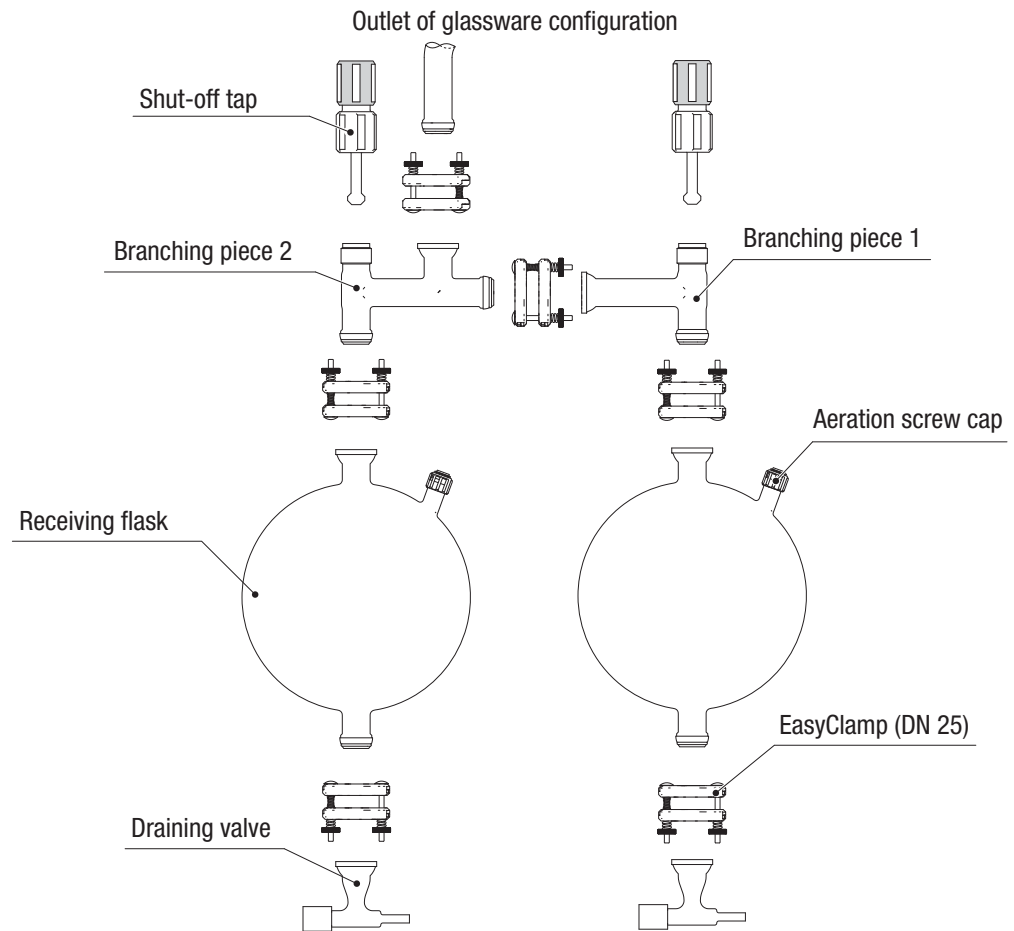 Outlet of glassware configuration
Shut-off tap
Branching piece 2
Branching piece 1
Aeration screw cap
Receiving flask
EasyClamp (DN 25)
Draining valve